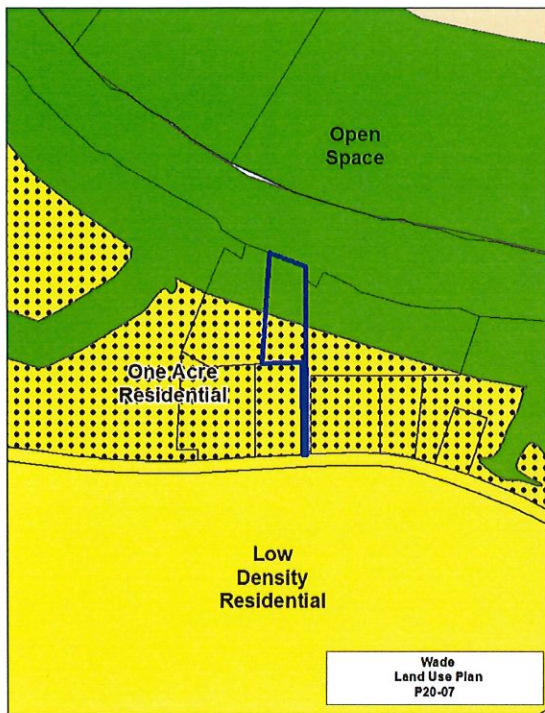 Open
Space
One Acre
Residential
Low
Density
Residential
Wade
Land Use Plan
P20-07